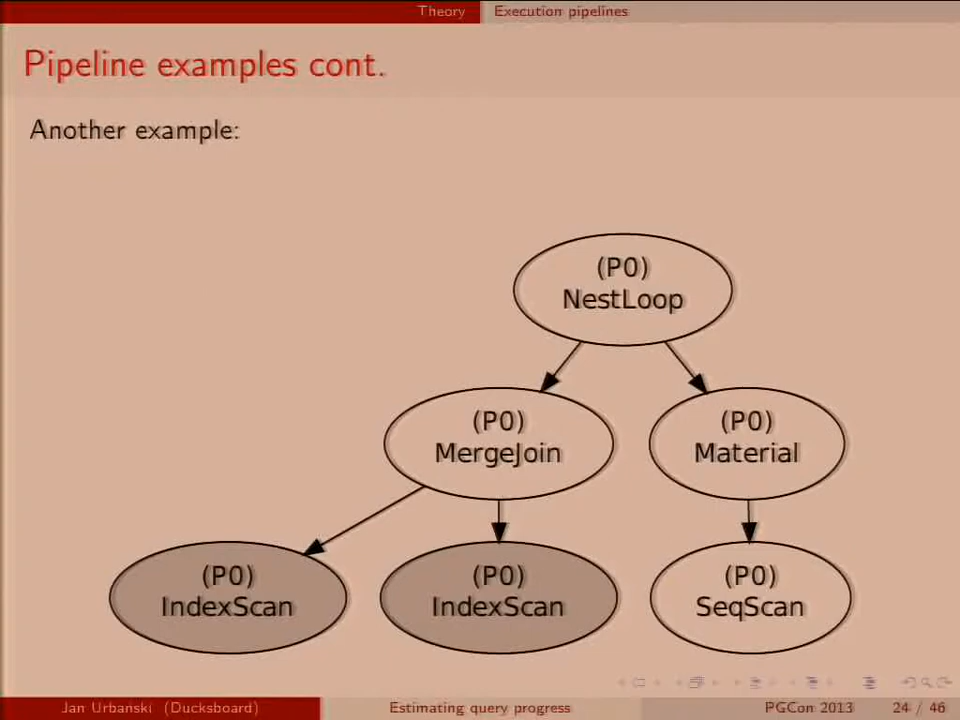 Theory Execution pipelines
Pipeline examples cont.
Another example:
(P0)
NestLoop
(P0)
MergeJoin
(P0)
Material
(P0)
IndexScan
(P0)
IndexScan
(P0)
SeqScan
Jan Urbański (Ducksboard) Estimating query progress PGCon 2013 24 / 46